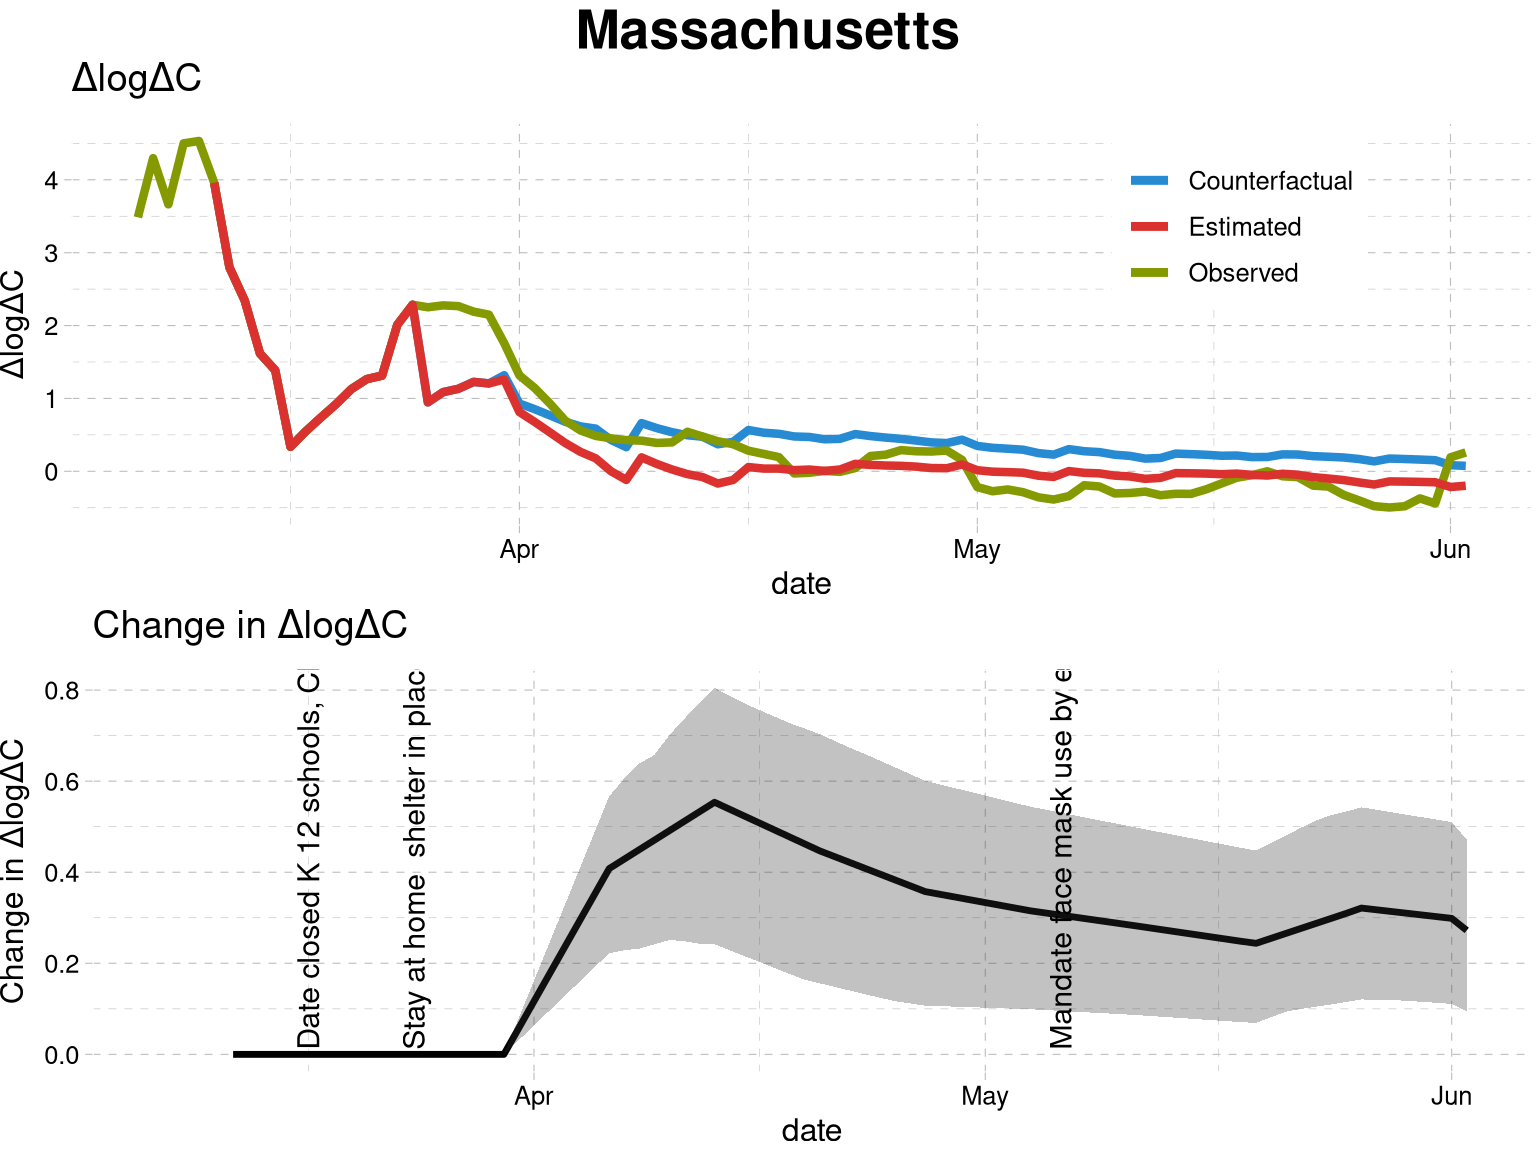 Massachusetts
ΔlogΔC
ΔlogΔC
4
3
2
1
0
Counterfactual
Estimated
Observed
Apr
May
Jun
date
Change in ΔlogΔC
Change in ΔlogΔC
0.8
0.6
0.4
0.2
0.0
Date closed K 12 schools,
Stay at home shelter in plac
Mandate face mask use by
Apr
May
Jun
date